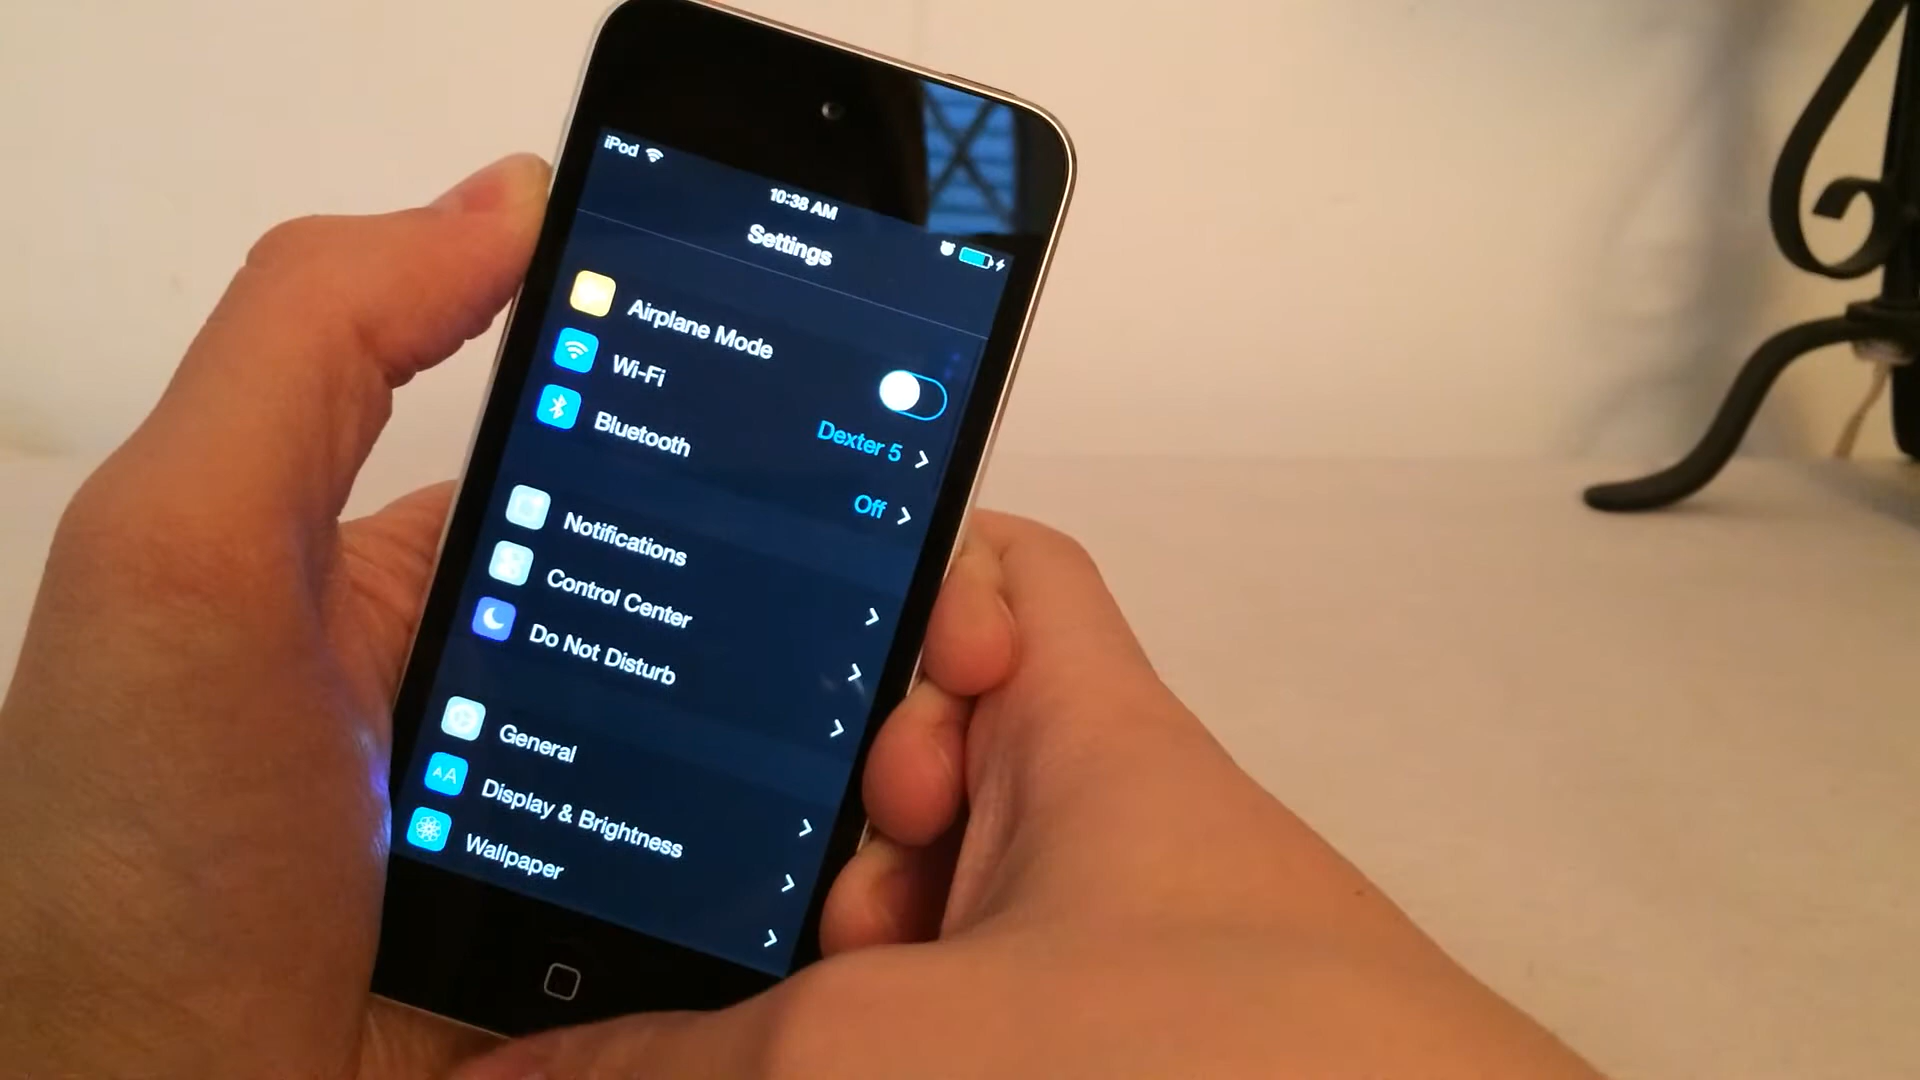 iPod
10:38 AM
Settings
Airplane Mode
Wi-Fi
Dexter 5
Bluetooth
Off
Notifications
Control Center
Do Not Disturb
General
AA
Display & Brightness
Wallpaper